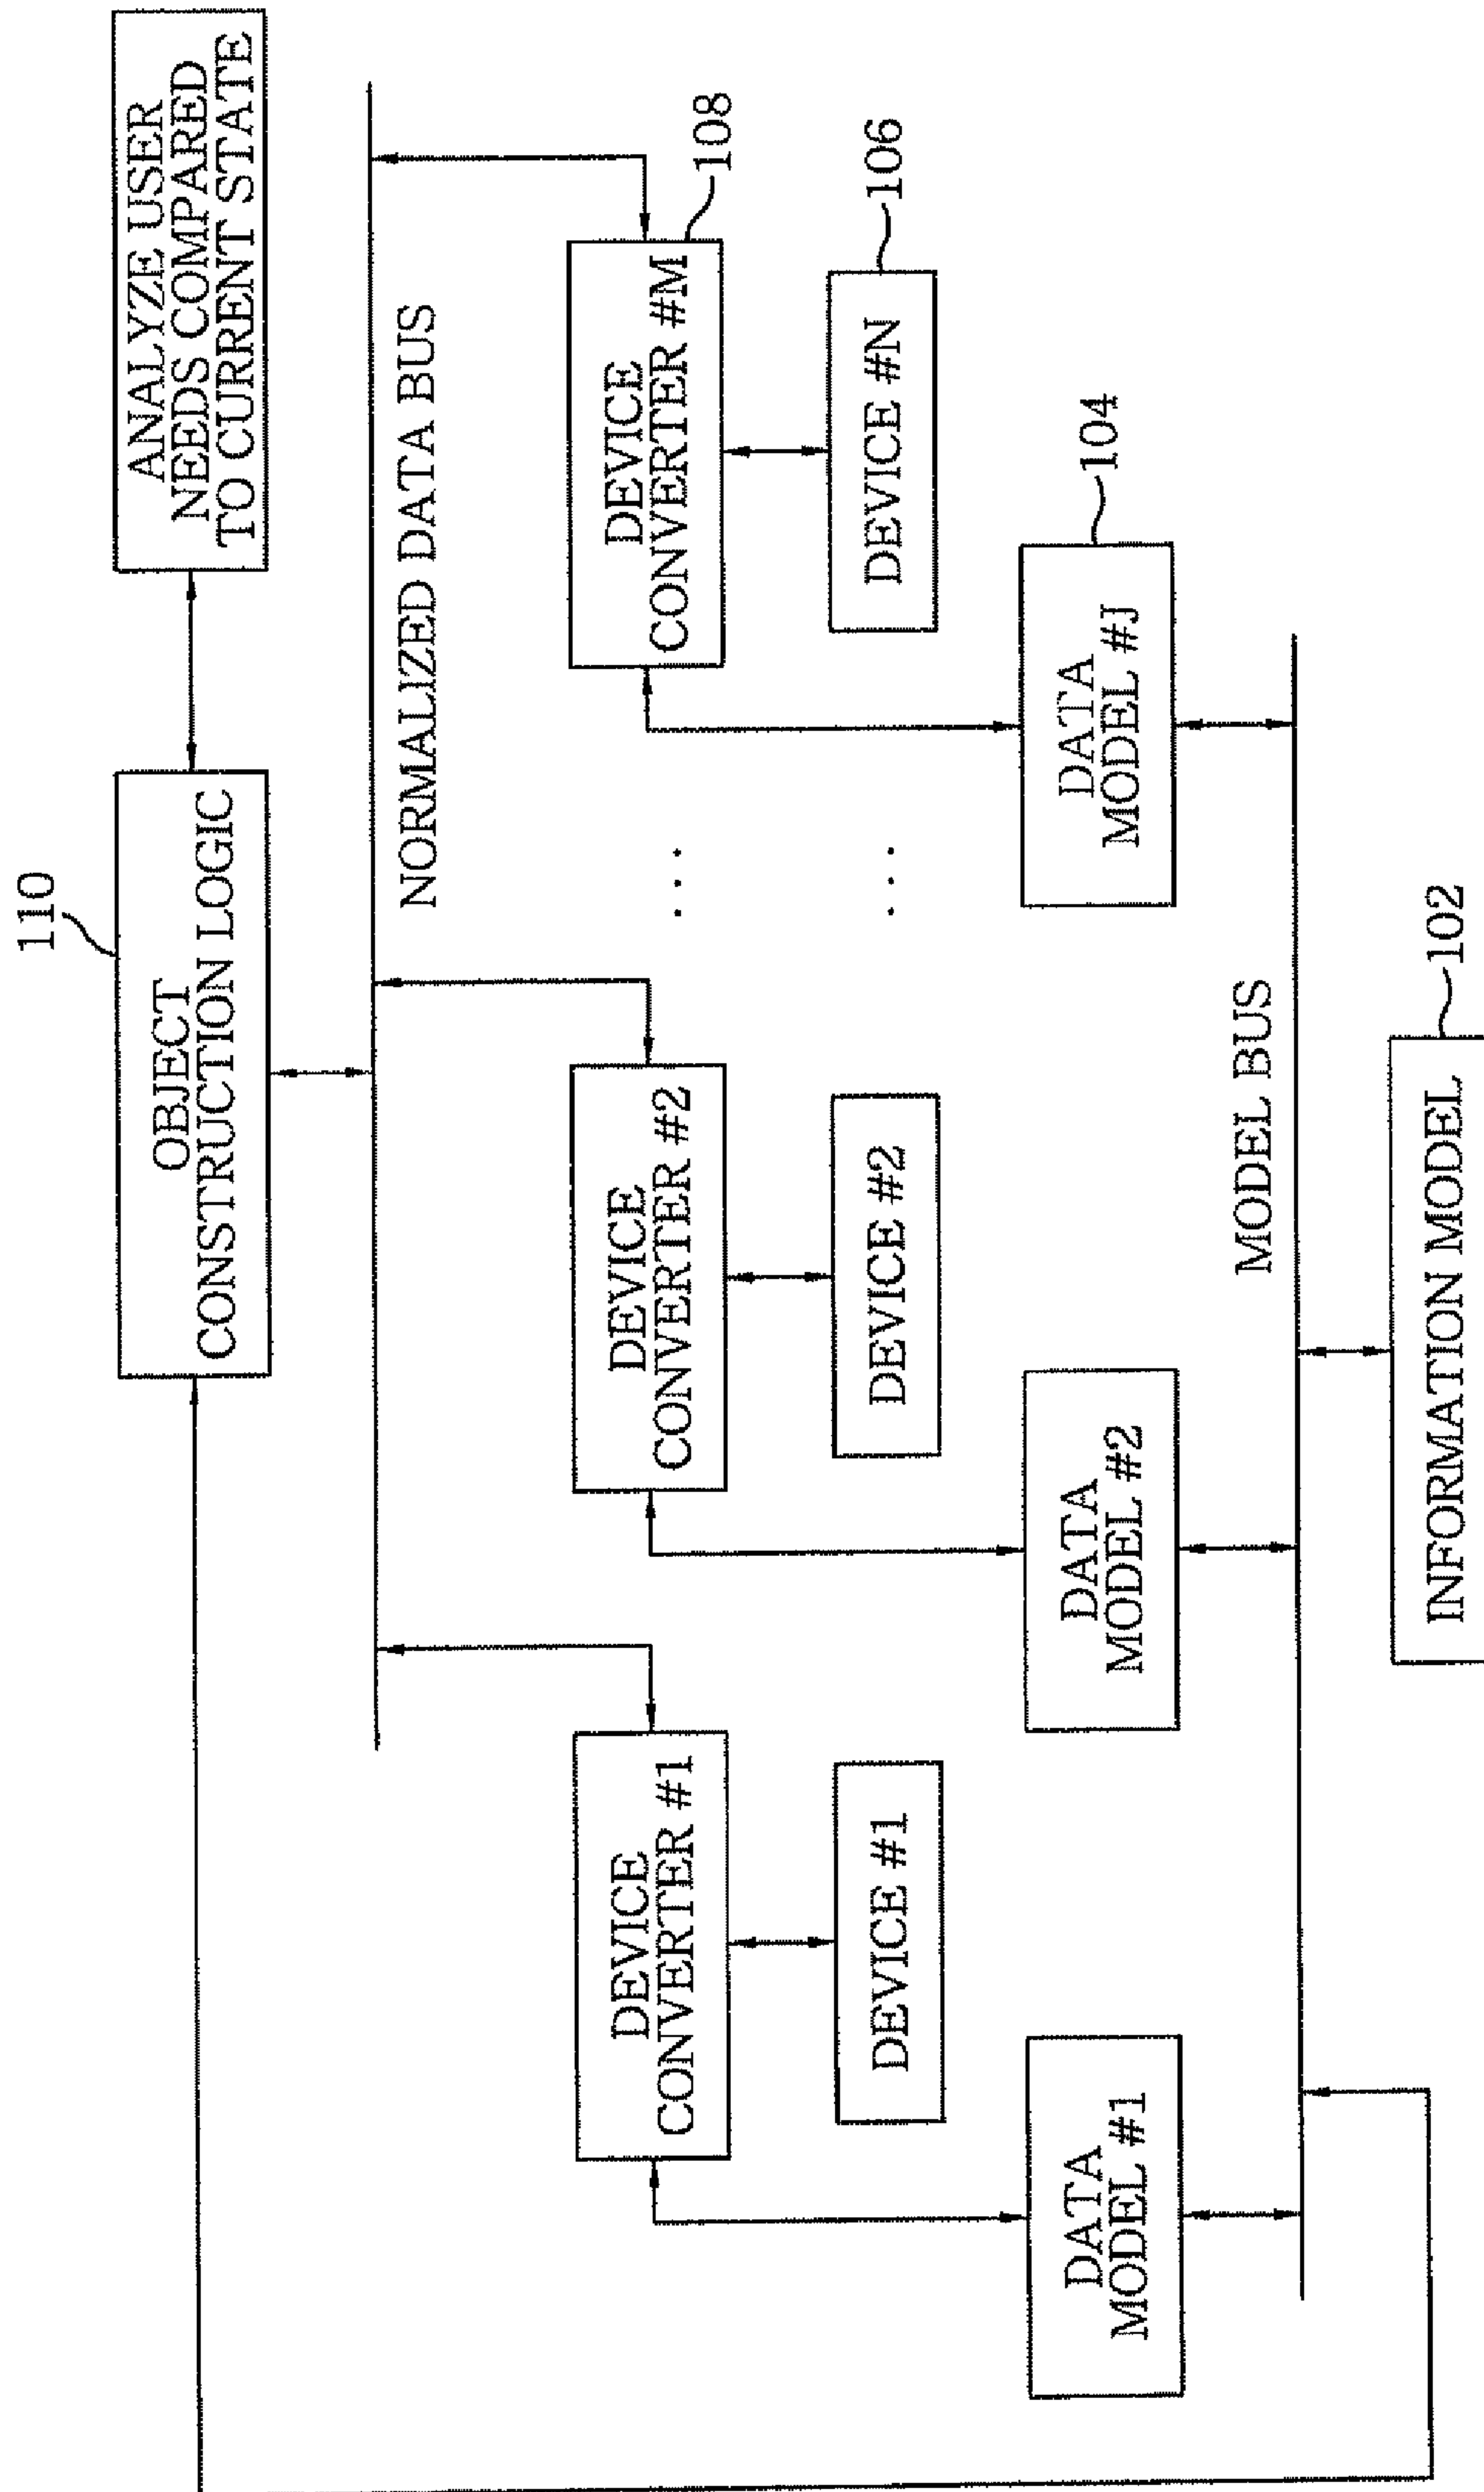 110
OBJECT
CONSTRUCTION LOGIC
ANALYZE USER
NEEDS COMPARED
TO CURRENT STATE
NORMALIZED DATA BUS
DEVICE
CONVERTER #1
DEVICE
CONVERTER #2
DEVICE
CONVERTER #M
108
. . .
DEVICE #1
DEVICE #2
DEVICE #N
106
. . .
DATA
MODEL #1
DATA
MODEL #2
DATA
MODEL #J
104
MODEL BUS
INFORMATION MODEL
102